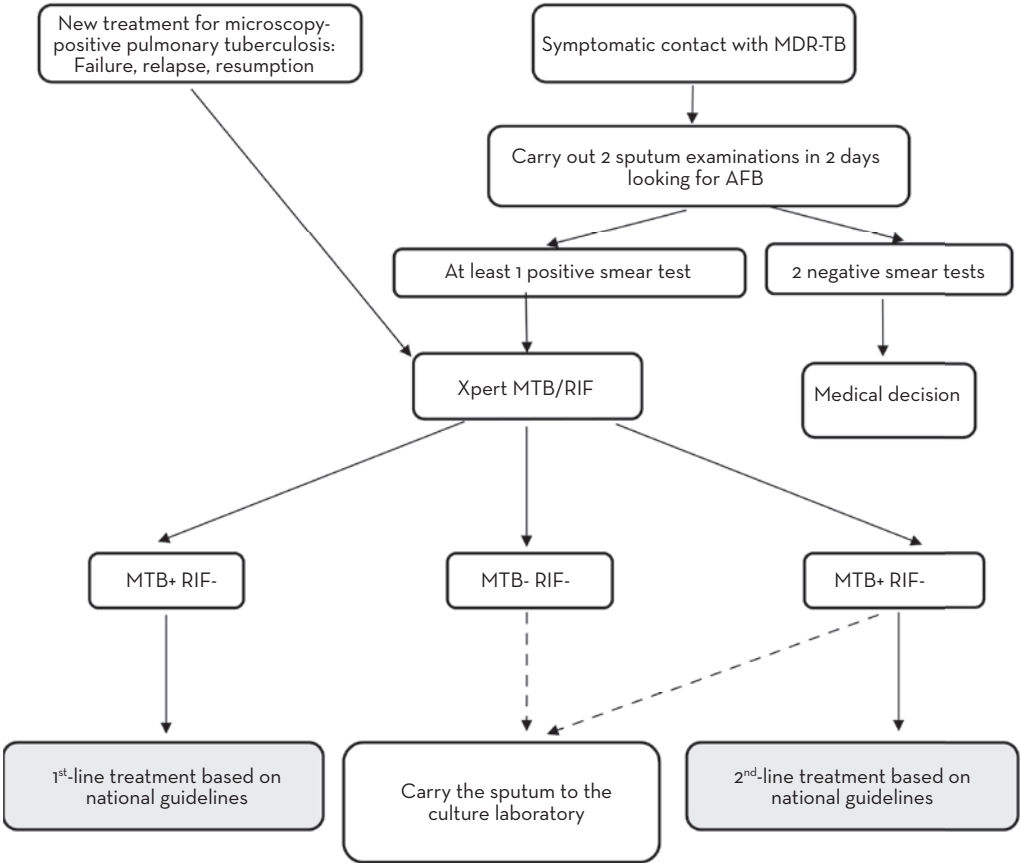 New treatment for microscopy-
positive pulmonary tuberculosis:
Failure, relapse, resumption
Symptomatic contact with MDR-TB
Carry out 2 sputum examinations in 2 days
looking for AFB
At least 1 positive smear test
2 negative smear tests
Xpert MTB/RIF
Medical decision
MTB+ RIF-
MTB- RIF-
MTB+ RIF-
1st-line treatment based on
national guidelines
Carry the sputum to the
culture laboratory
2nd-line treatment based on
national guidelines